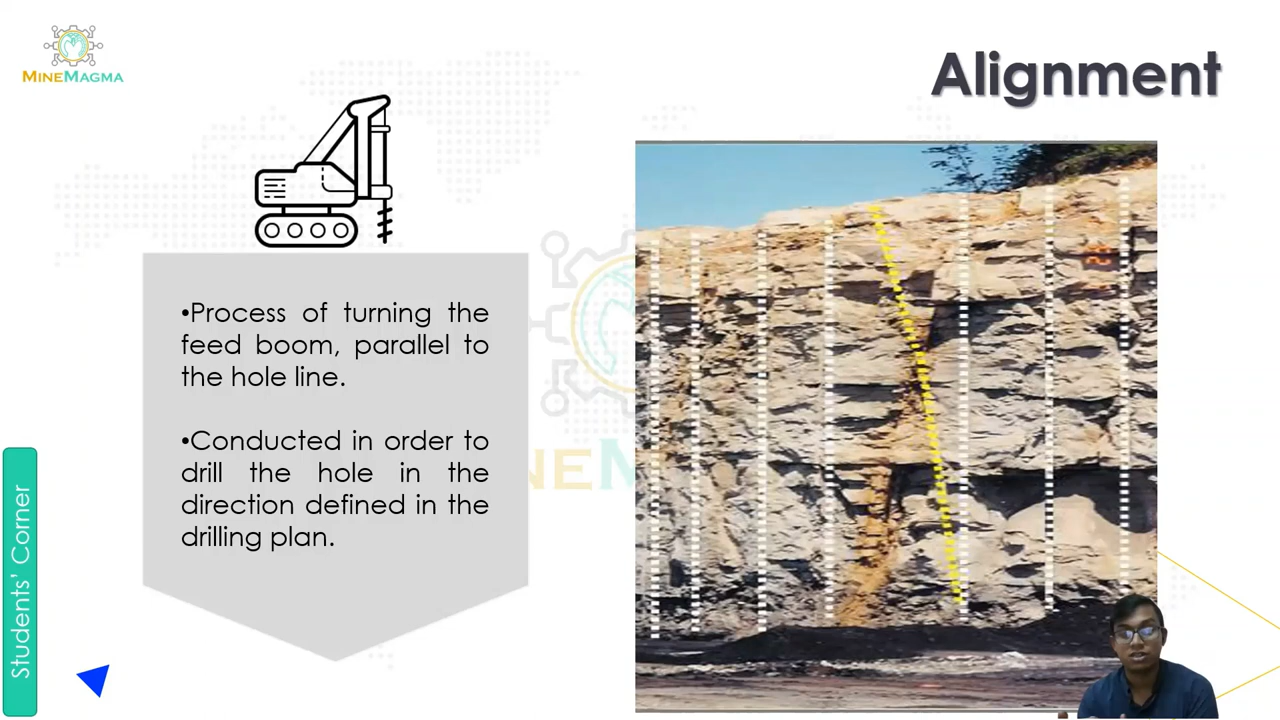 MINEMAGMA
Alignment
•Process of turning the
feed boom, parallel to
the hole line.
•Conducted in order to
drill the hole in the
direction defined in the
drilling plan.
Students' Corner